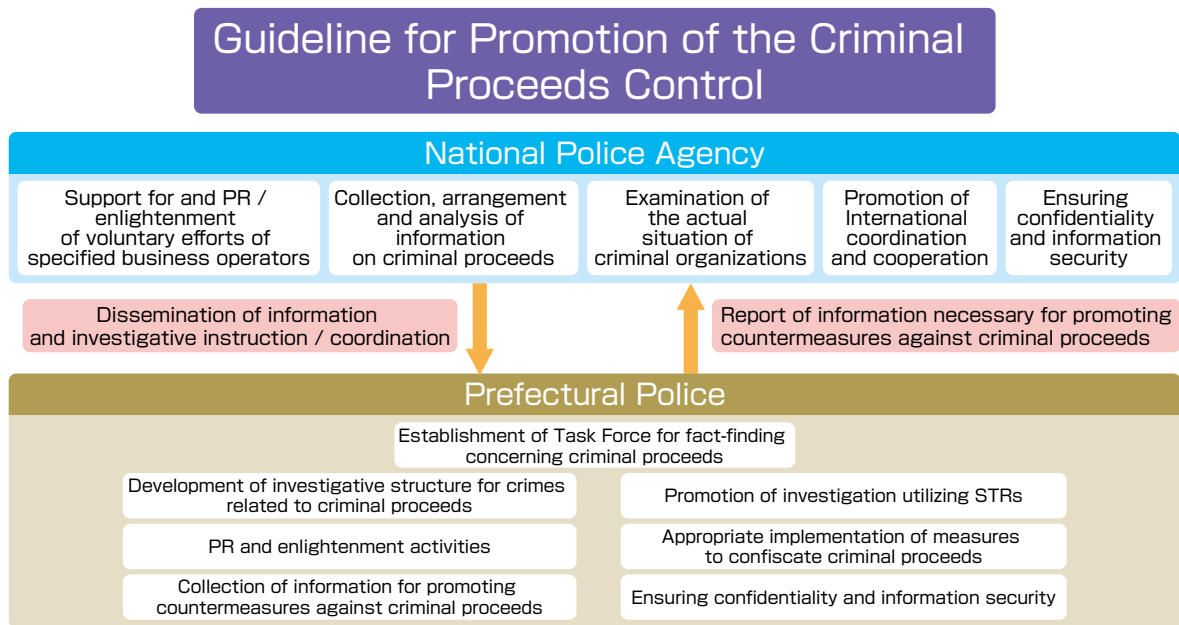 Guideline for Promotion of the Criminal
Proceeds Control
National Police Agency
Support for and PR /
enlightenment
of voluntary efforts of
specified business operators
Collection, arrangement
and analysis of
information
on criminal proceeds
Examination of
the actual
situation of
criminal organizations
Promotion of
International
coordination
and cooperation
Ensuring
confidentiality
and information
security
Dissemination of information
and investigative instruction / coordination
Report of information necessary for promoting
countermeasures against criminal proceeds
Prefectural Police
Establishment of Task Force for fact-finding
concerning criminal proceeds
Development of investigative structure for crimes
related to criminal proceeds
Promotion of investigation utilizing STRs
PR and enlightenment activities
Appropriate implementation of measures
to confiscate criminal proceeds
Collection of information for promoting
countermeasures against criminal proceeds
Ensuring confidentiality and information security